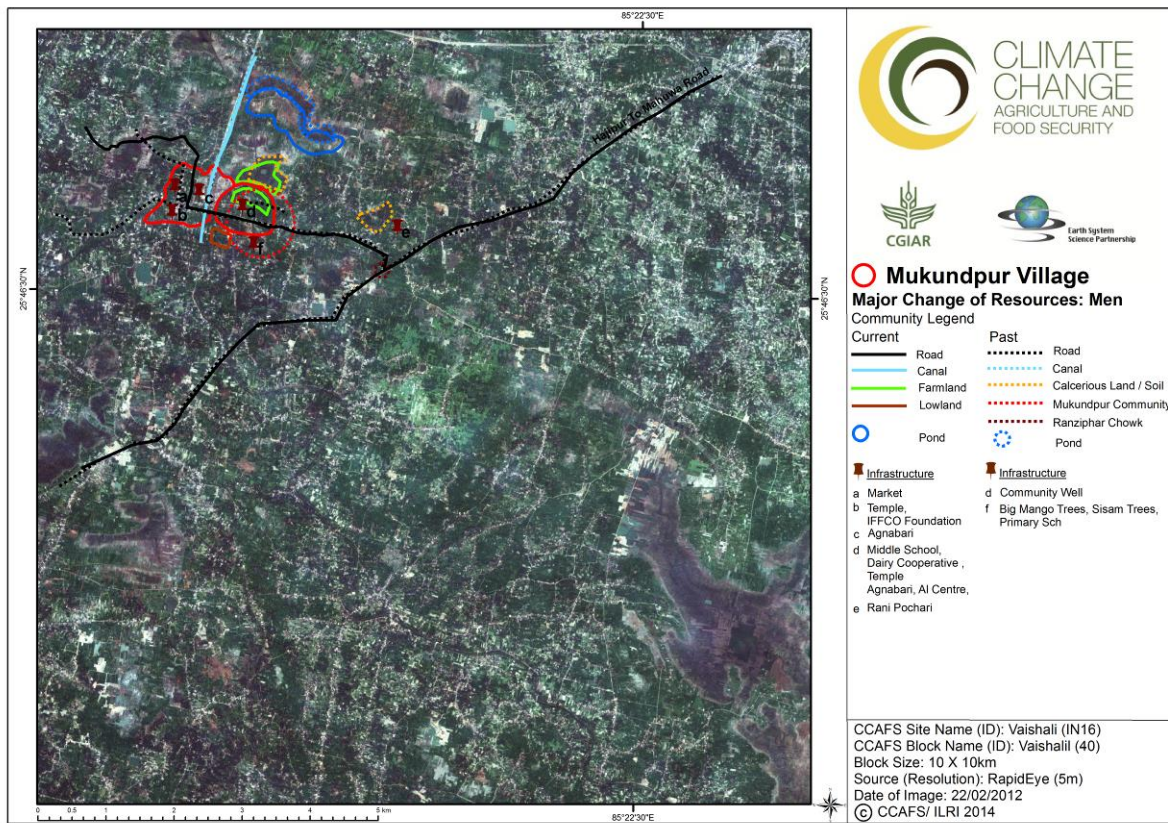 85°22'30"E
Hajipur To Mahuwa Road
a
b
c
d
e
f
25°46'30"N
25°46'30"N
0 0.5 1 2 3 4 5 km
85°22'30"E
CLIMATE
CHANGE
AGRICULTURE AND
FOOD SECURITY
CGIAR
Earth System
Science Partnership
Mukundpur Village
Major Change of Resources: Men
Community Legend
Current
Road
Canal
Farmland
Lowland
Pond
Infrastructure
a Market
b Temple,
IFFCO Foundation
c Agnabari
d Middle School,
Dairy Cooperative ,
Temple
Agnabari, AI Centre,
e Rani Pochari
Past
Road
Canal
Calcerious Land / Soil
Mukundpur Community
Ranziphar Chowk
Pond
Infrastructure
d Community Well
f Big Mango Trees, Sisam Trees,
Primary Sch
CCAFS Site Name (ID): Vaishali (IN16)
CCAFS Block Name (ID): Vaishalil (40)
Block Size: 10 X 10km
Source (Resolution): RapidEye (5m)
Date of Image: 22/02/2012
© CCAFS/ ILRI 2014